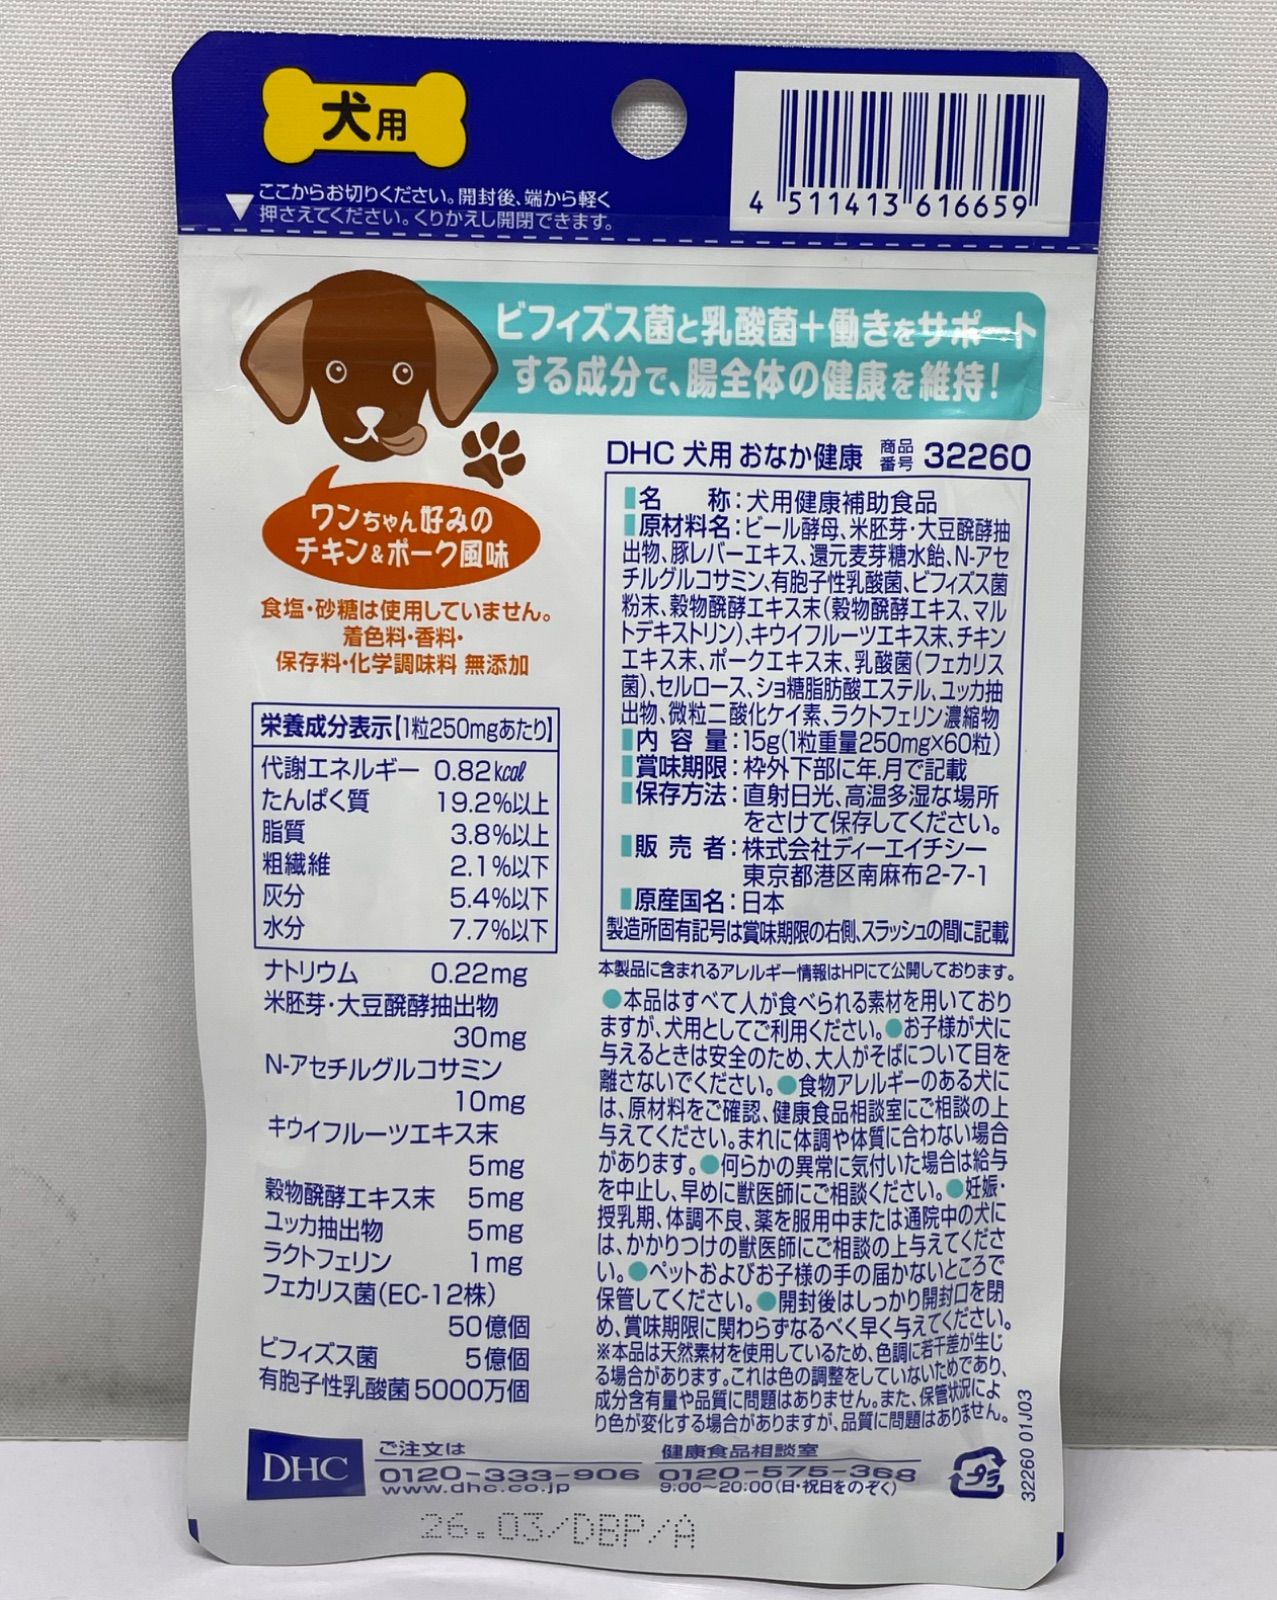 犬用
ここからお切りください。開封後、端から軽く
押さえてください。くりかえし開閉できます。
4 511413 616659
ビフィズス菌と乳酸菌+働きをサポート
する成分で、腸全体の健康を維持!
ワンちゃん好みの
チキン&ポーク風味
食塩・砂糖は使用していません。
着色料・香料・
保存料・化学調味料 無添加
栄養成分表示【1粒250mgあたり】
代謝エネルギー 0.82kcal
たんぱく質 19.2%以上
脂質 3.8%以上
粗繊維 2.1%以下
灰分 5.4%以下
水分 7.7%以下
ナトリウム 0.22mg
米胚芽・大豆醗酵抽出物
30mg
N-アセチルグルコサミン
10mg
キウイフルーツエキス末
5mg
穀物醗酵エキス末 5mg
ユッカ抽出物 5mg
ラクトフェリン 1mg
フェカリス菌(EC-12株)
50億個
ビフィズス菌 5億個
有胞子性乳酸菌 5000万個
DHC 犬用 おなか健康 商品番号 32260
名称:犬用健康補助食品
原材料名:ビール酵母、米胚芽・大豆醗酵抽
出物、豚レバーエキス、還元麦芽糖水飴、N-アセ
チルグルコサミン、有胞子性乳酸菌、ビフィズス菌
粉末、穀物醗酵エキス末(穀物醗酵エキス、マル
トデキストリン)、キウイフルーツエキス末、チキン
エキス末、ポークエキス末、乳酸菌(フェカリス
菌)、セルロース、ショ糖脂肪酸エステル、ユッカ抽
出物、微粒二酸化ケイ素、ラクトフェリン濃縮物
内容量:15g(1粒重量250mg×60粒)
賞味期限:枠外下部に年.月で記載
保存方法:直射日光、高温多湿な場所
をさけて保存してください。
販売者:株式会社ディーエイチシー
東京都港区南麻布2-7-1
原産国名:日本
製造所固有記号は賞味期限の右側、スラッシュの間に記載
本製品に含まれるアレルギー情報はHPにて公開しております。
●本品はすべて人が食べられる素材を用いており
ますが、犬用としてご利用ください。●お子様が犬に
与えるときは安全のため、大人がそばについて目を
離さないでください。●食物アレルギーのある犬に
は、原材料をご確認、健康食品相談室にご相談の上
与えてください。まれに体調や体質に合わない場合
があります。●何らかの異常に気付いた場合は給与
を中止し、早めに獣医師にご相談ください。●妊娠・
授乳期、体調不良、薬を服用中または通院中の犬に
は、かかりつけの獣医師にご相談の上与えてくださ
い。●ペットおよびお子様の手の届かないところで
保管してください。●開封後はしっかり開封口を閉
め、賞味期限に関わらずなるべく早く与えてください。
※本品は天然素材を使用しているため、色調に若干差が生じ
る場合があります。これは色の調整をしていないためであり、
成分含有量や品質に問題はありません。また、保管状況によ
り色が変化する場合がありますが、品質に問題はありません。
DHC
ご注文は
0120-333-906
www.dhc.co.jp
健康食品相談室
0120-575-368
9:00〜20:00(日・祝日をのぞく)
プラ
32260 01J03
26.03/DBP/A